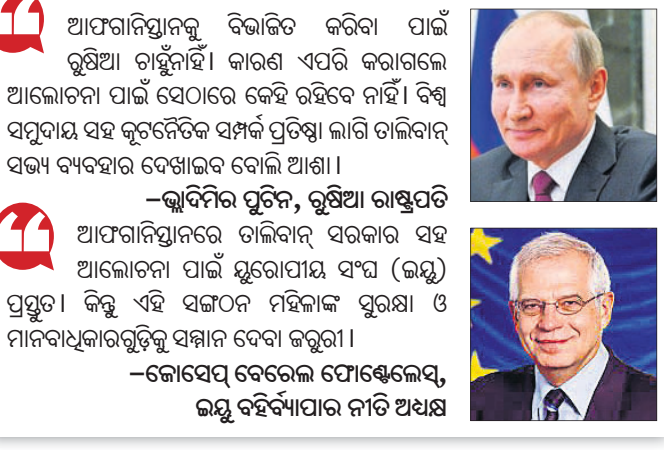 ଆଫଗାନିସ୍ତାନକୁ ବିଭାଜିତ କରିବା ପାଇଁ
ରୁଷିଆ ଚାହୁଁନାହିଁ। କାରଣ ଏପରି କରାଗଲେ
ଆଲୋଚନା ପାଇଁ ସେଠାରେ କେହି ରହିବେ ନାହିଁ। ବିଶ୍ୱ
ସମୁଦାୟ ସହ କୂଟନୈତିକ ସମ୍ପର୍କ ପ୍ରତିଷ୍ଠା ଲାଗି ତାଲିବାନ୍
ସଭ୍ୟ ବ୍ୟବହାର ଦେଖାଇବ ବୋଲି ଆଶା।
–ଭ୍ଲାଦିମିର ପୁଟିନ, ରୁଷିଆ ରାଷ୍ଟ୍ରପତି
ଆଫଗାନିସ୍ତାନରେ ତାଲିବାନ୍ ସରକାର ସହ
ଆଲୋଚନା ପାଇଁ ୟୁରୋପୀୟ ସଂଘ (ଇୟୁ)
ପ୍ରସ୍ତୁତ। କିନ୍ତୁ ଏହି ସଙ୍ଗଠନ ମହିଳାଙ୍କ ସୁରକ୍ଷା ଓ
ମାନବାଧିକାରଗୁଡ଼ିକୁ ସମ୍ମାନ ଦେବା ଜରୁରୀ।
–ଜୋସେପ୍ ବେରେଲ ଫୋଣ୍ଟେଲେସ୍,
ଇୟୁ ବହିର୍ବ୍ୟାପାର ନୀତି ଅଧ୍ୟକ୍ଷ